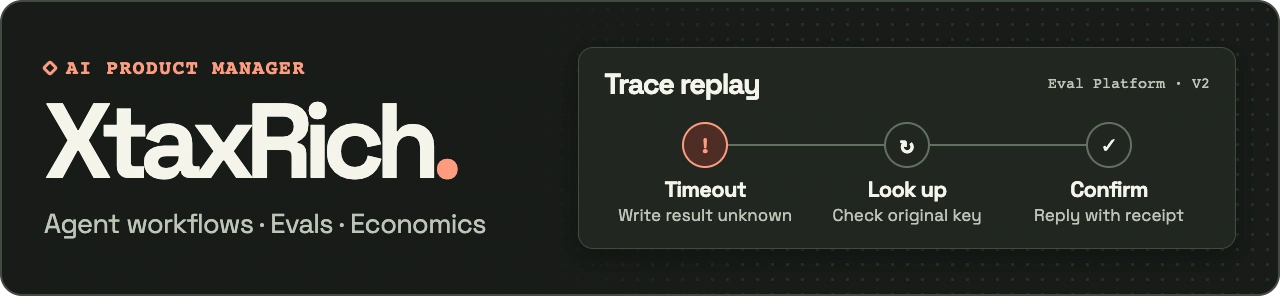 AI PRODUCT MANAGER
XtaxRich.
Agent workflows · Evals · Economics
Trace replay
Eval Platform · V2
!
↻
✓
Timeout
Look up
Confirm
Write result unknown
Check original key
Reply with receipt